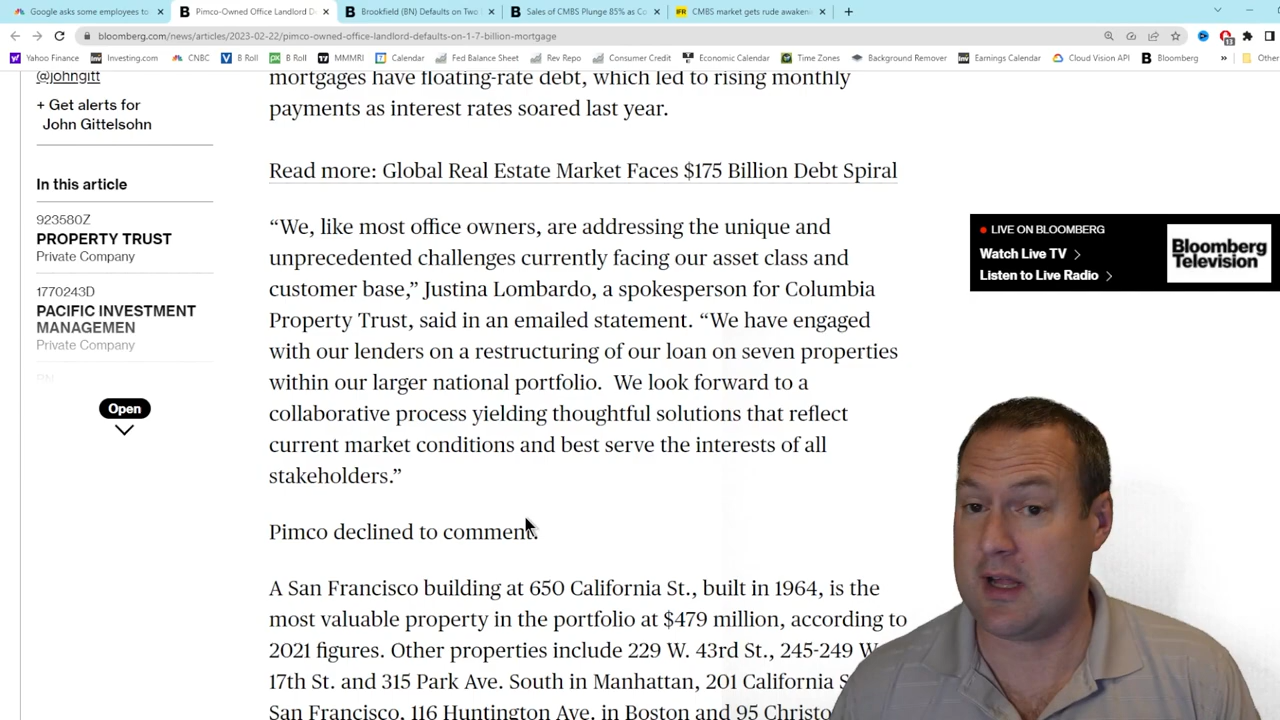 Google asks some employees to
Pimco-Owned Office Landlord D
Brookfield (BN) Defaults on Two
Sales of CMBS Plunge 85% as Co
CMBS market gets rude awaken
bloomberg.com/news/articles/2023-02-22/pimco-owned-office-landlord-defaults-on-1-7-billion-mortgage
Yahoo Finance
Investing.com
CNBC
B Roll
B Roll
MMMRI
Calendar
Fed Balance Sheet
Rev Repo
Consumer Credit
Economic Calendar
Time Zones
Background Remover
Earnings Calendar
Cloud Vision API
Bloomberg
Other
@johngitt
+ Get alerts for
John Gittelsohn
In this article
923580Z
PROPERTY TRUST
Private Company
1770243D
PACIFIC INVESTMENT
MANAGEMEN
Private Company
Open
mortgages have floating-rate debt, which led to rising monthly
payments as interest rates soared last year.
Read more: Global Real Estate Market Faces $175 Billion Debt Spiral
“We, like most office owners, are addressing the unique and
unprecedented challenges currently facing our asset class and
customer base,” Justina Lombardo, a spokesperson for Columbia
Property Trust, said in an emailed statement. “We have engaged
with our lenders on a restructuring of our loan on seven properties
within our larger national portfolio. We look forward to a
collaborative process yielding thoughtful solutions that reflect
current market conditions and best serve the interests of all
stakeholders.”
Pimco declined to comment.
A San Francisco building at 650 California St., built in 1964, is the
most valuable property in the portfolio at $479 million, according to
2021 figures. Other properties include 229 W. 43rd St., 245-249 W
17th St. and 315 Park Ave. South in Manhattan, 201 California S
San Francisco, 116 Huntington Ave. in Boston and 95 Christo
LIVE ON BLOOMBERG
Watch Live TV
Listen to Live Radio
Bloomberg
Television